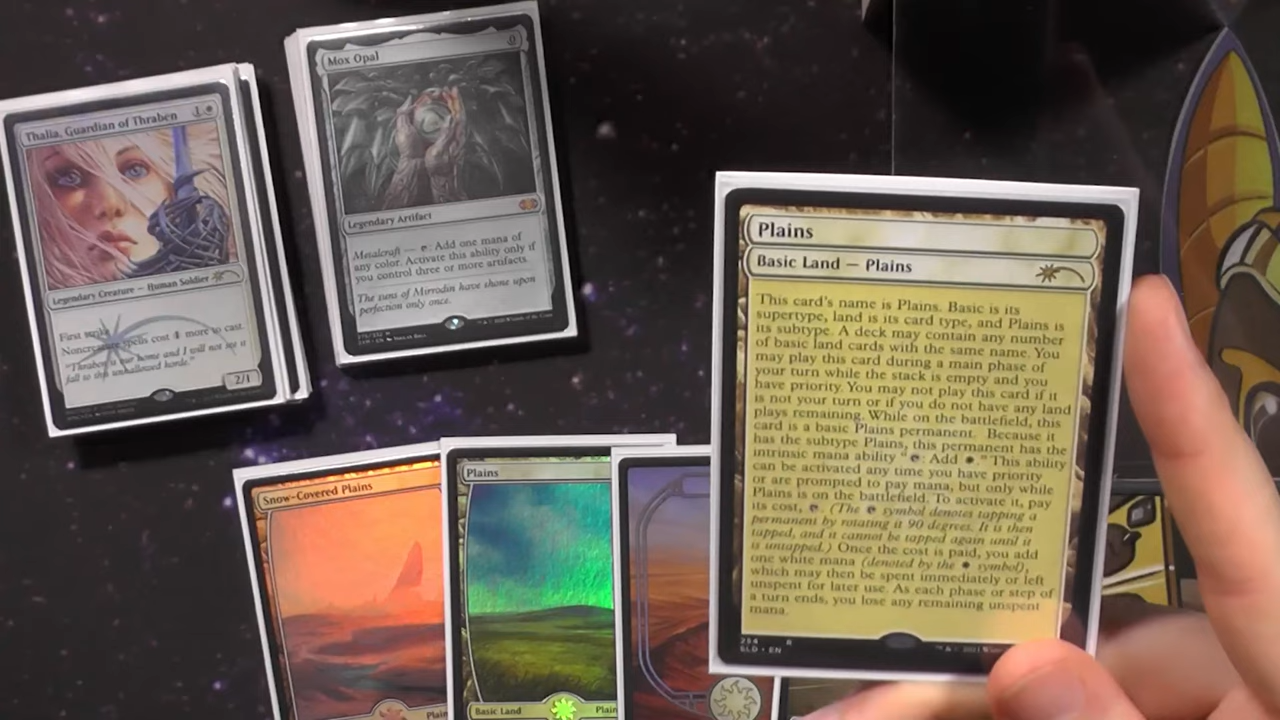 Thalia, Guardian of Thraben
1
Legendary Creature — Human Soldier
First strike
Noncreature spells cost 1 more to cast.
"Thraben is our home and I will not see it
fall to this unhallowed horde."
2/1
Mox Opal
0
Legendary Artifact
Metalcraft — : Add one mana of
any color. Activate this ability only if
you control three or more artifacts.
The suns of Mirrodin have shone upon
perfection only once.
Snow-Covered Plains
Plain
Plains
Basic Land
Plain
Plains
Basic Land — Plains
This card's name is Plains. Basic is its
supertype, land is its card type, and Plains is
its subtype. A deck may contain any number
of basic land cards with the same name. You
may play this card during a main phase of
your turn while the stack is empty and you
have priority. You may not play this card if it
is not your turn or if you do not have any land
plays remaining. While on the battlefield, this
card is a basic Plains permanent. Because it
has the subtype Plains, this permanent has the
intrinsic mana ability ": Add ." This ability
can be activated any time you have priority
or are prompted to pay mana, but only while
Plains is on the battlefield. To activate it, pay
its cost, . (The symbol denotes tapping a
permanent by rotating it 90 degrees. It is then
tapped, and it cannot be tapped again until it
is untapped.) Once the cost is paid, you add
one white mana (denoted by the symbol),
which may then be spent immediately or left
unspent for later use. As each phase or step of
a turn ends, you lose any remaining unspent
mana.
254 R
SLD • EN